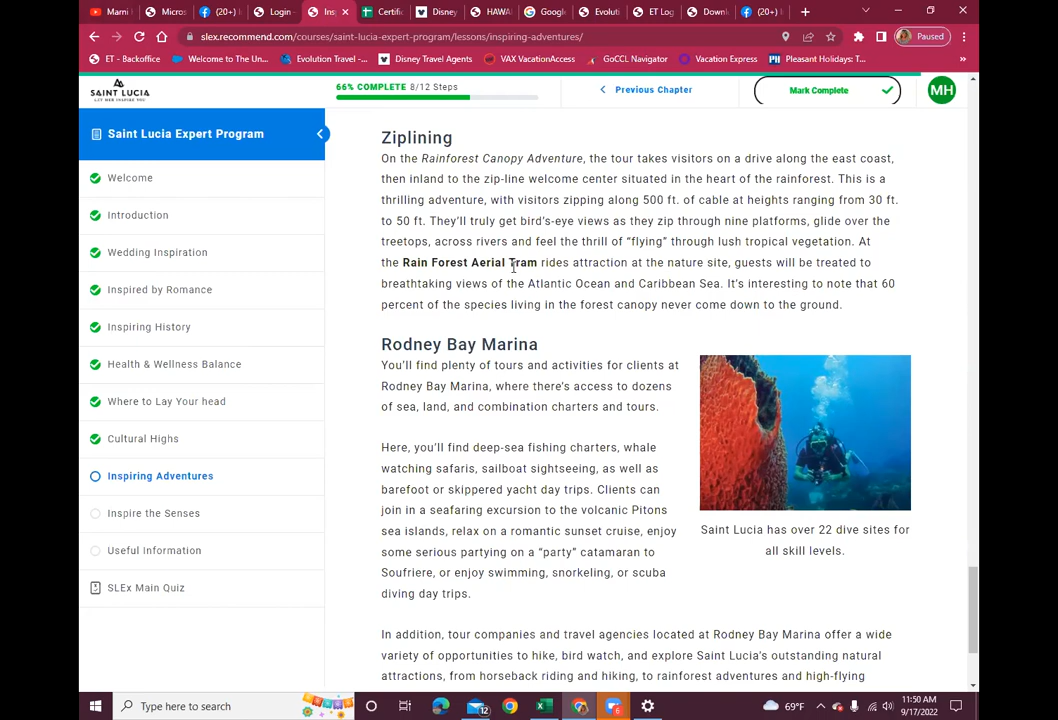 Marni
Micros
(20+)
Login -
Ins
Certific
Disney
HAWAI
Google
Evoluti
ET Log
Downl
(20+)
slex.recommend.com/courses/saint-lucia-expert-program/lessons/inspiring-adventures/
Paused
ET - Backoffice
Welcome to The Un...
Evolution Travel -...
Disney Travel Agents
VAX VacationAccess
GoCCL Navigator
Vacation Express
Pleasant Holidays: T...
SAINT LUCIA
LET HER INSPIRE YOU
66% COMPLETE 8/12 Steps
Previous Chapter
Mark Complete
MH
Saint Lucia Expert Program
Welcome
Introduction
Wedding Inspiration
Inspired by Romance
Inspiring History
Health & Wellness Balance
Where to Lay Your head
Cultural Highs
Inspiring Adventures
Inspire the Senses
Useful Information
SLEx Main Quiz
Ziplining
On the Rainforest Canopy Adventure, the tour takes visitors on a drive along the east coast,
then inland to the zip-line welcome center situated in the heart of the rainforest. This is a
thrilling adventure, with visitors zipping along 500 ft. of cable at heights ranging from 30 ft.
to 50 ft. They’ll truly get bird’s-eye views as they zip through nine platforms, glide over the
treetops, across rivers and feel the thrill of “flying” through lush tropical vegetation. At
the Rain Forest Aerial Tram rides attraction at the nature site, guests will be treated to
breathtaking views of the Atlantic Ocean and Caribbean Sea. It’s interesting to note that 60
percent of the species living in the forest canopy never come down to the ground.
Rodney Bay Marina
You’ll find plenty of tours and activities for clients at
Rodney Bay Marina, where there’s access to dozens
of sea, land, and combination charters and tours.
Here, you’ll find deep-sea fishing charters, whale
watching safaris, sailboat sightseeing, as well as
barefoot or skippered yacht day trips. Clients can
join in a seafaring excursion to the volcanic Pitons
sea islands, relax on a romantic sunset cruise, enjoy
some serious partying on a “party” catamaran to
Soufriere, or enjoy swimming, snorkeling, or scuba
diving day trips.
Saint Lucia has over 22 dive sites for
all skill levels.
In addition, tour companies and travel agencies located at Rodney Bay Marina offer a wide
variety of opportunities to hike, bird watch, and explore Saint Lucia’s outstanding natural
attractions, from horseback riding and hiking, to rainforest adventures and high-flying
Type here to search
12
6
69°F
11:50 AM
9/17/2022